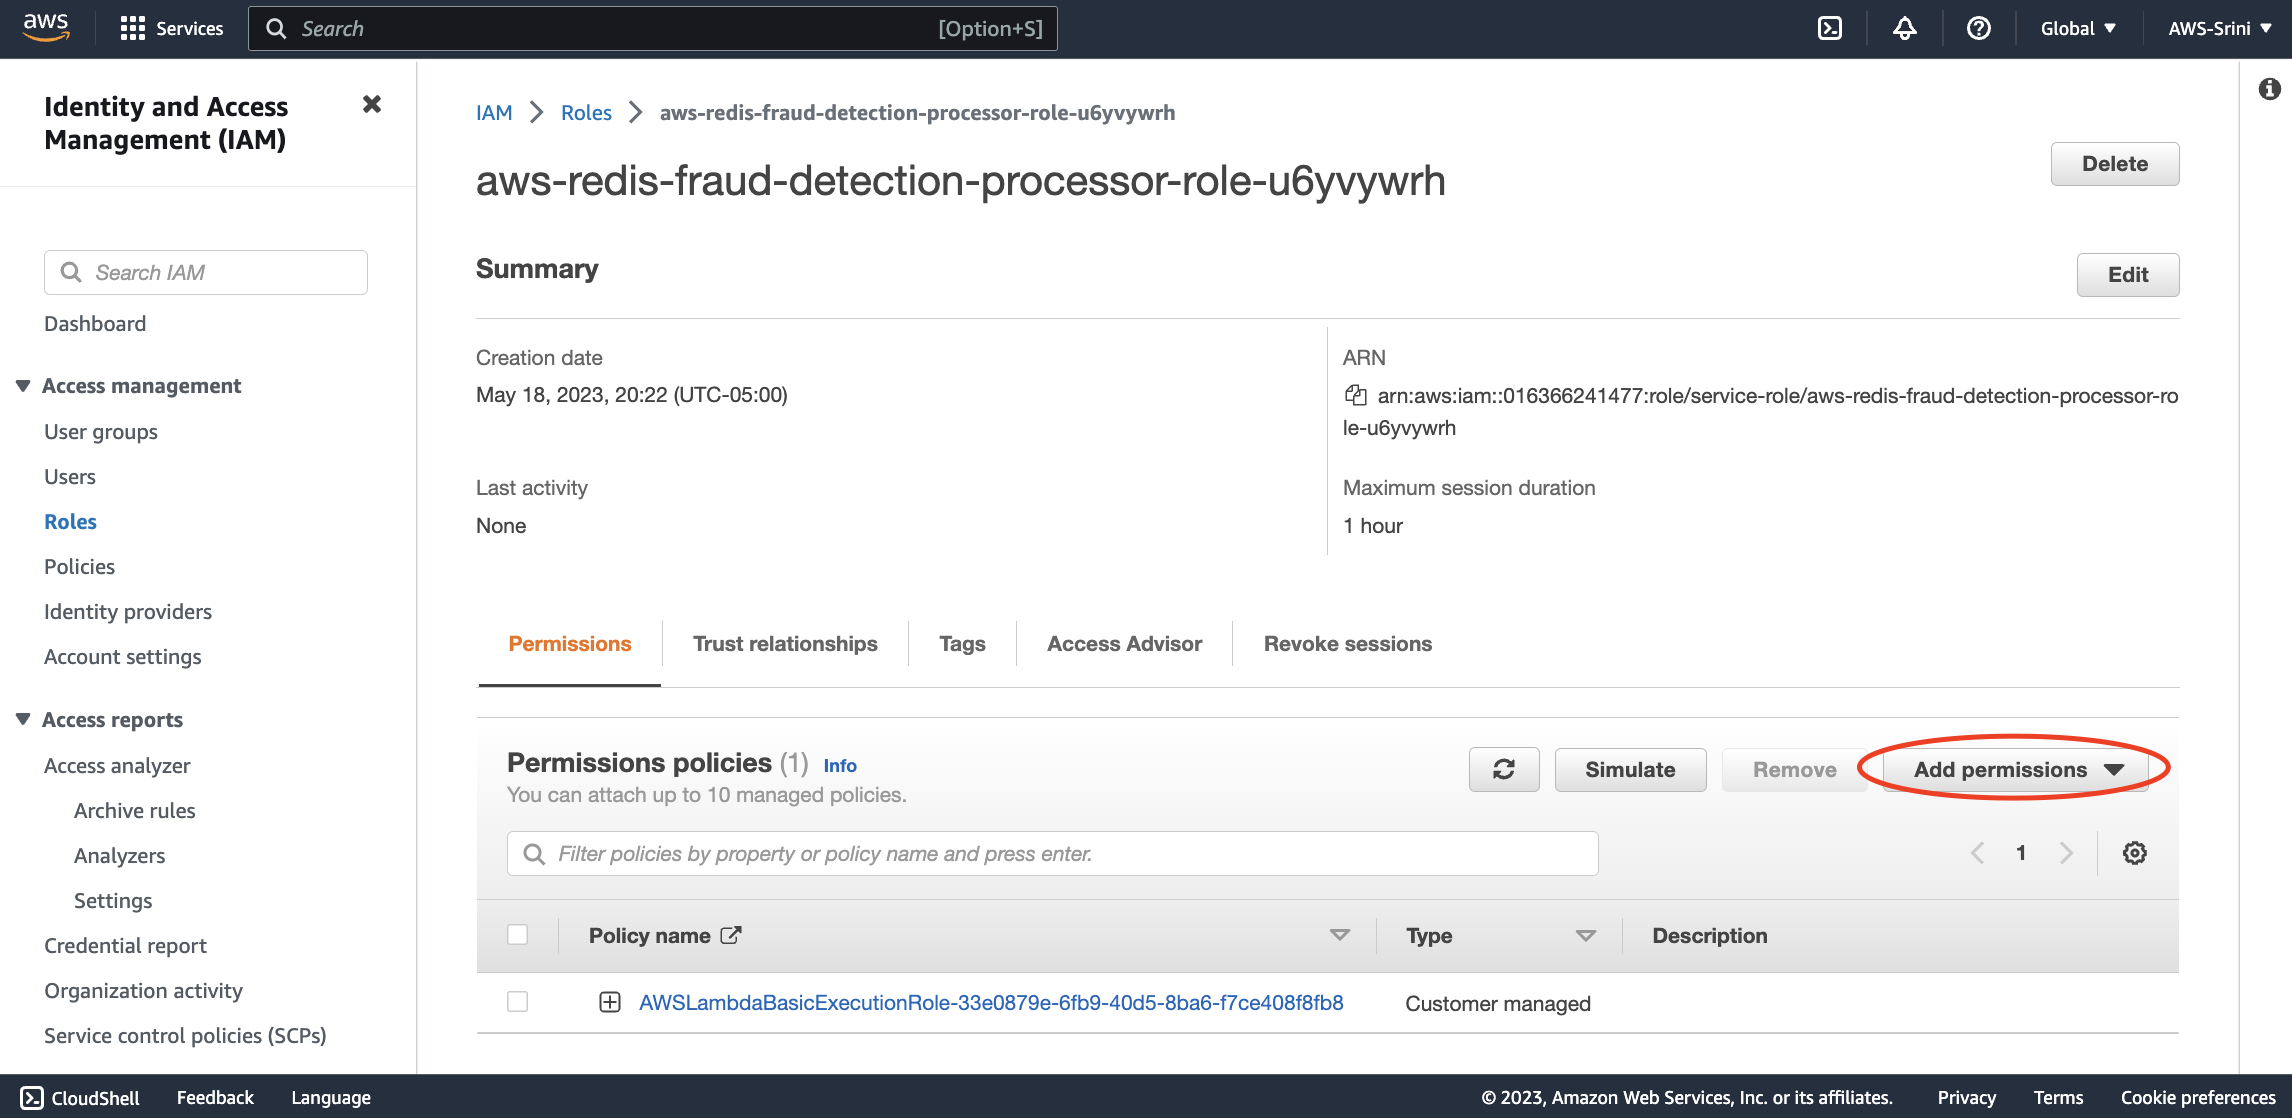 aws
Services
Search
[Option+S]
Global
AWS-Srini
Identity and Access
Management (IAM)
Search IAM
Dashboard
Access management
User groups
Users
Roles
Policies
Identity providers
Account settings
Access reports
Access analyzer
Archive rules
Analyzers
Settings
Credential report
Organization activity
Service control policies (SCPs)
IAM
Roles
aws-redis-fraud-detection-processor-role-u6yvywrh
aws-redis-fraud-detection-processor-role-u6yvywrh
Delete
Summary
Edit
Creation date
May 18, 2023, 20:22 (UTC-05:00)
ARN
arn:aws:iam::016366241477:role/service-role/aws-redis-fraud-detection-processor-ro
le-u6yvywrh
Last activity
None
Maximum session duration
1 hour
Permissions
Trust relationships
Tags
Access Advisor
Revoke sessions
Permissions policies (1) Info
You can attach up to 10 managed policies.
Simulate
Remove
Add permissions
Filter policies by property or policy name and press enter.
1
Policy name
Type
Description
AWSLambdaBasicExecutionRole-33e0879e-6fb9-40d5-8ba6-f7ce408f8fb8
Customer managed
CloudShell
Feedback
Language
© 2023, Amazon Web Services, Inc. or its affiliates.
Privacy
Terms
Cookie preferences